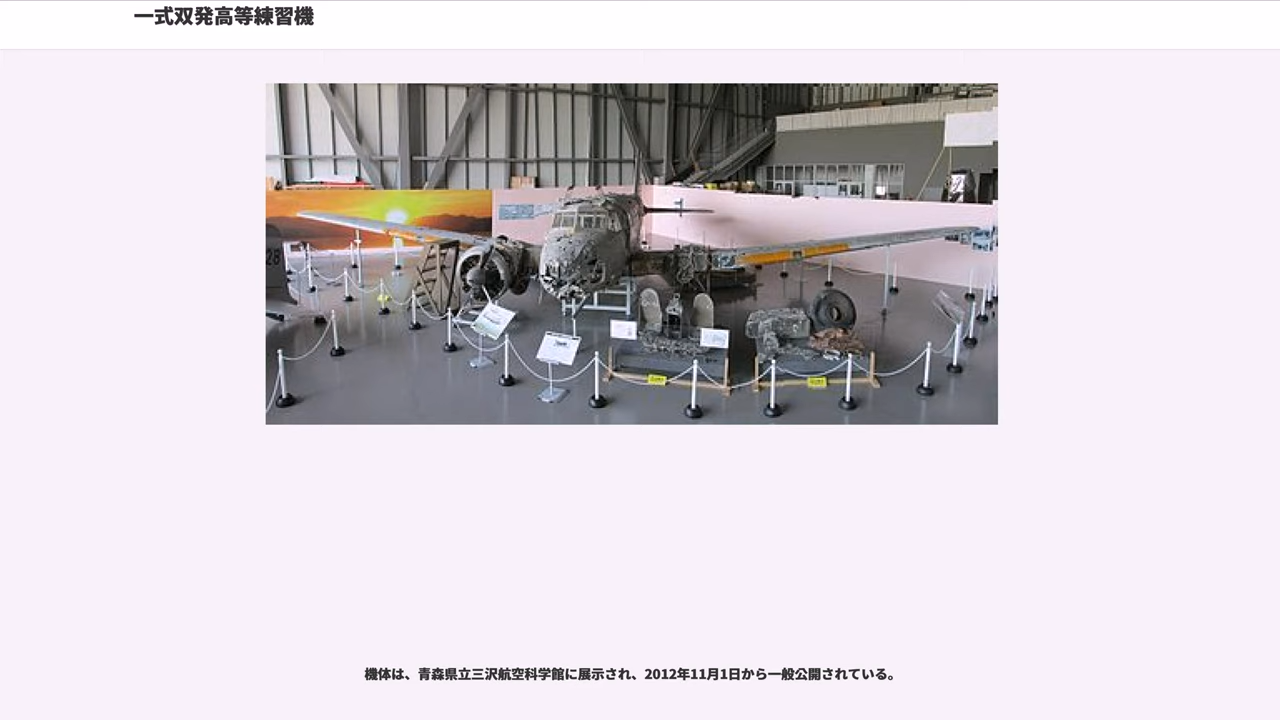 一式双発高等練習機
28
機体は、青森県立三沢航空科学館に展示され、2012年11月1日から一般公開されている。